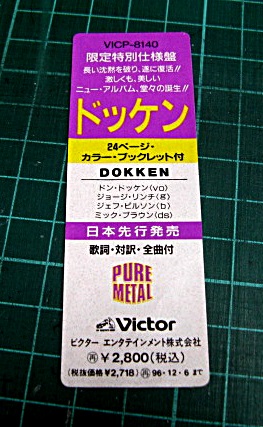 VICP-8140
限定特別仕様盤
長い沈黙を破り、遂に復活!!
激しくも、美しい
ニュー・アルバム、堂々の誕生!!
ドッケン
24ページ・
カラー・ブックレット付
DOKKEN
ドン・ドッケン(vo)
ジョージ・リンチ(g)
ジェフ・ピルソン(b)
ミック・ブラウン(ds)
日本先行発売
歌詞・対訳・全曲付
PURE
METAL
Victor
ビクター エンタテインメント株式会社
㋐¥2,800(税込)
(税抜価格¥2,718)㋐96・12・6まで